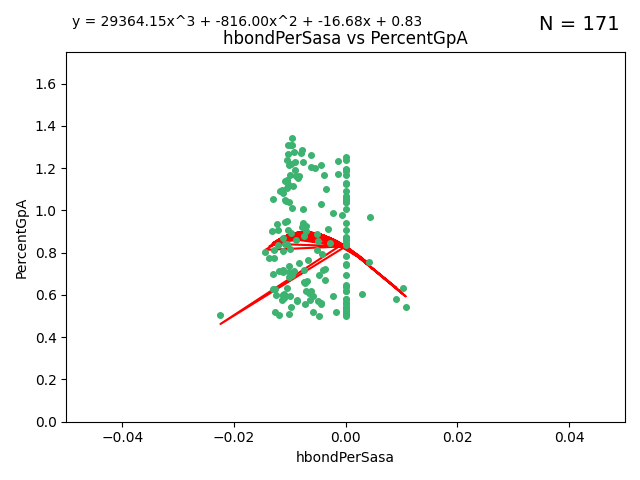 y = 29364.15x^3 + -816.00x^2 + -16.68x + 0.83
N = 171
hbondPerSasa vs PercentGpA
1.6
1.4
1.2
1.0
0.8
0.6
0.4
0.2
0.0
PercentGpA
−0.04
−0.02
0.00
0.02
0.04
hbondPerSasa